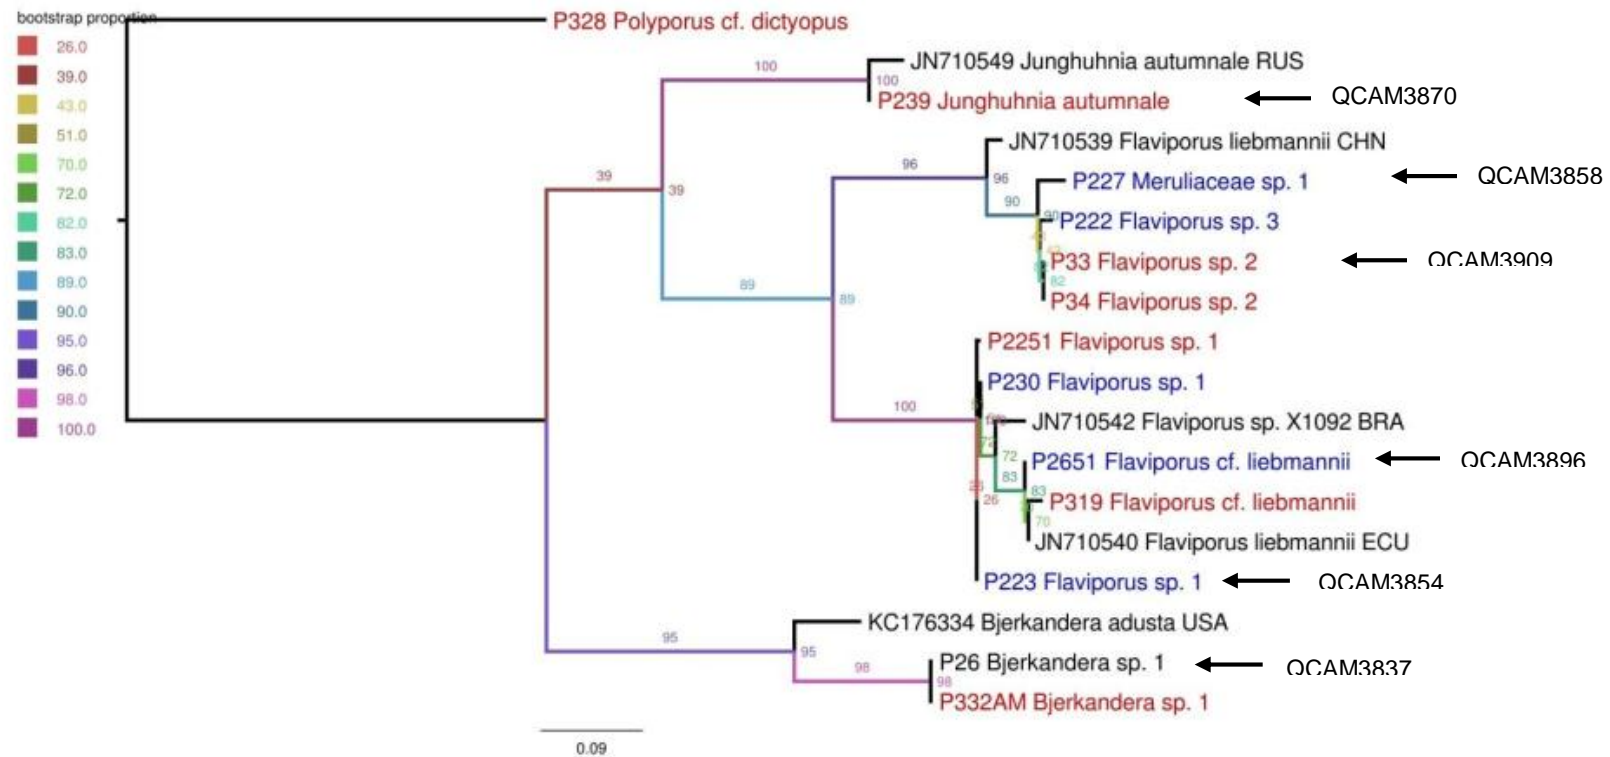 bootstrap proportion
26.0
39.0
43.0
51.0
70.0
72.0
82.0
83.0
89.0
90.0
95.0
96.0
98.0
100.0
P328 Polyporus cf. dictyopus
JN710549 Junghuhnia autumnale RUS
100
100
P239 Junghuhnia autumnale
QCAM3870
JN710539 Flaviporus liebmannii CHN
96
96
P227 Meruliaceae sp. 1
QCAM3858
39
39
90
90
P222 Flaviporus sp. 3
P33 Flaviporus sp. 2
QCAM3909
82
89
89
P34 Flaviporus sp. 2
P2251 Flaviporus sp. 1
P230 Flaviporus sp. 1
100
JN710542 Flaviporus sp. X1092 BRA
72
72
P2651 Flaviporus cf. liebmannii
QCAM3896
83
83
26
26
P319 Flaviporus cf. liebmannii
70
JN710540 Flaviporus liebmannii ECU
P223 Flaviporus sp. 1
QCAM3854
KC176334 Bjerkandera adusta USA
95
95
P26 Bjerkandera sp. 1
QCAM3837
98
98
P332AM Bjerkandera sp. 1
0.09